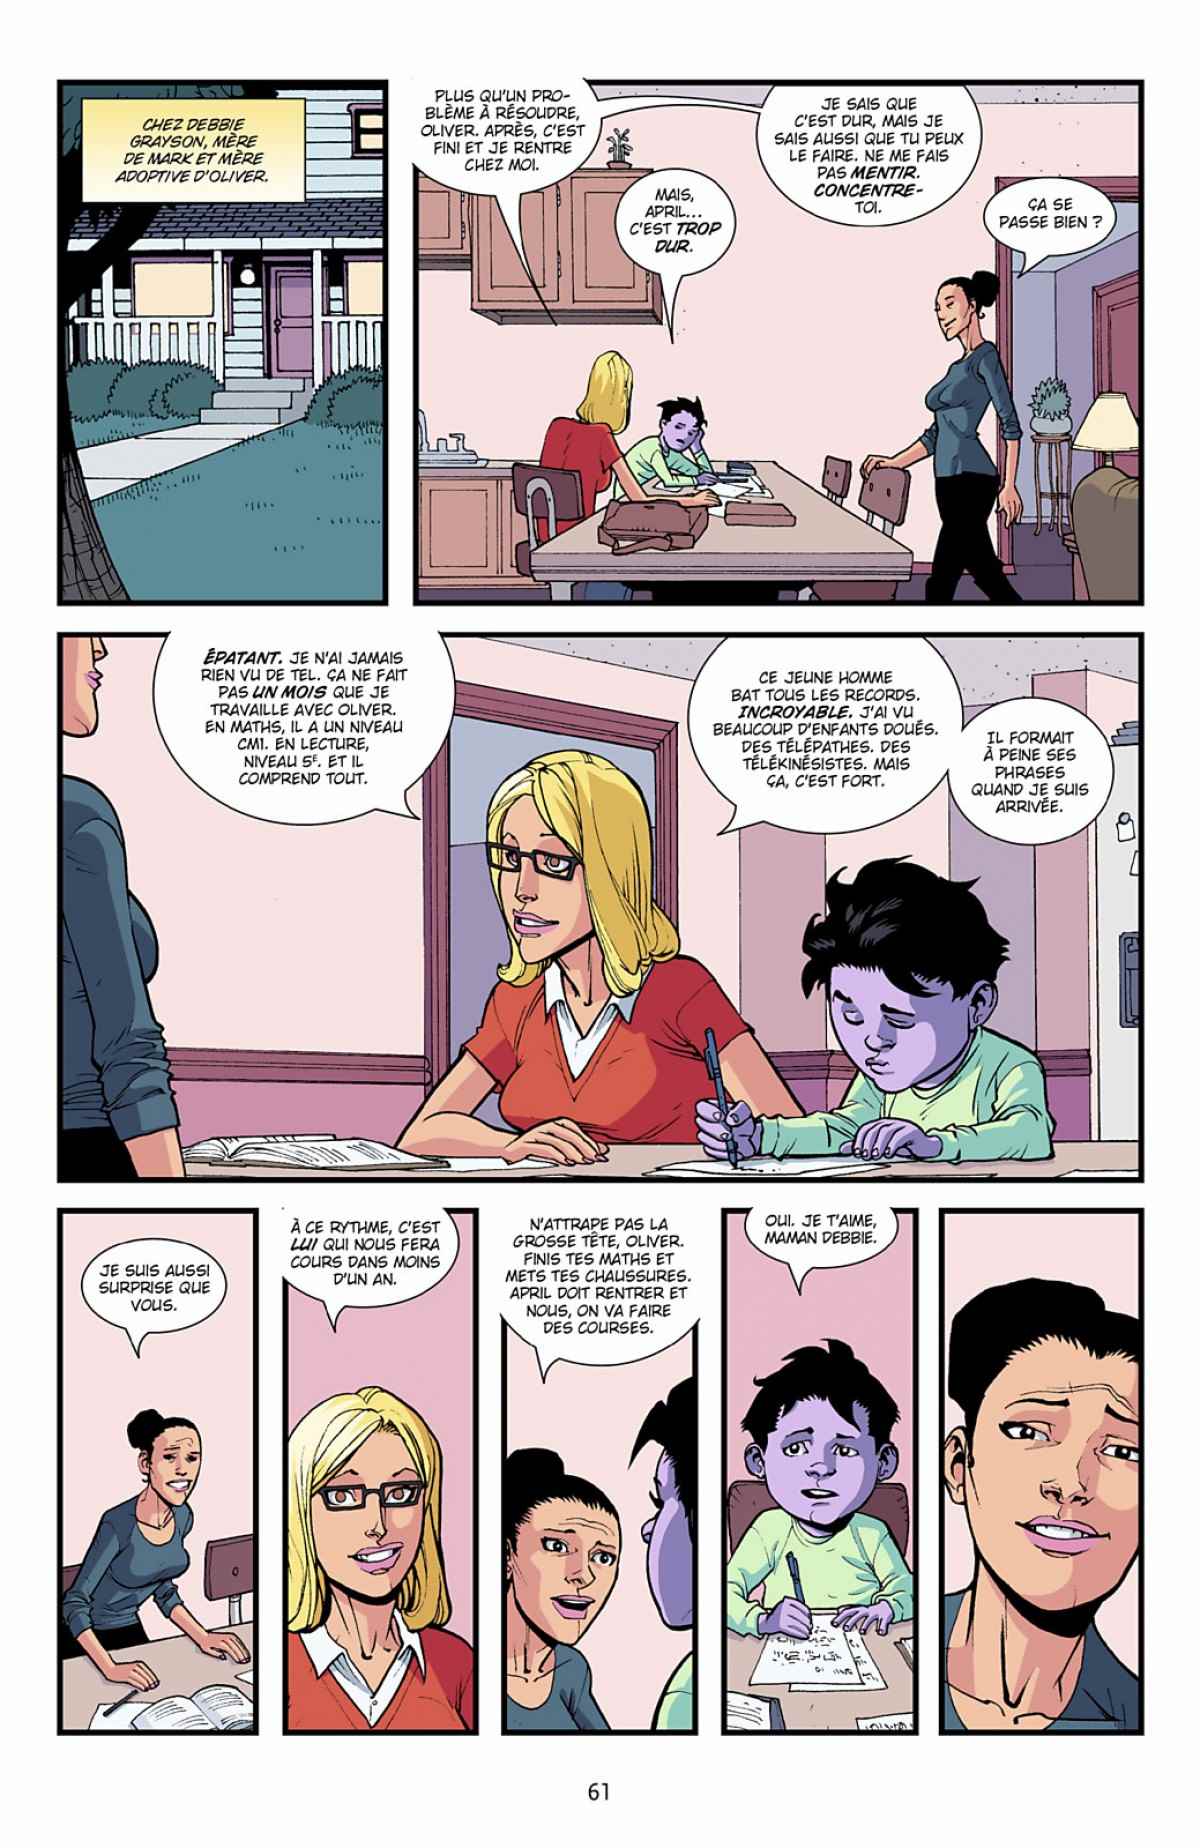 CHEZ DEBBIE
GRAYSON, MÈRE
DE MARK ET MÈRE
ADOPTIVE D'OLIVER.
PLUS QU'UN PRO-
BLÈME À RÉSOUDRE,
OLIVER. APRÈS, C'EST
FINI ET JE RENTRE
CHEZ MOI.
MAIS,
APRIL...
C'EST TROP
DUR.
JE SAIS QUE
C'EST DUR, MAIS JE
SAIS AUSSI QUE TU PEUX
LE FAIRE. NE ME FAIS
PAS MENTIR.
CONCENTRE-
TOI.
ÇA SE
PASSE BIEN ?
ÉPATANT. JE N'AI JAMAIS
RIEN VU DE TEL. ÇA NE FAIT
PAS UN MOIS QUE JE
TRAVAILLE AVEC OLIVER.
EN MATHS, IL A UN NIVEAU
CM1. EN LECTURE,
NIVEAU 5E. ET IL
COMPREND TOUT.
CE JEUNE HOMME
BAT TOUS LES RECORDS.
INCROYABLE. J'AI VU
BEAUCOUP D'ENFANTS DOUÉS.
DES TÉLÉPATHES. DES
TÉLÉKINÉSISTES. MAIS
ÇA, C'EST FORT.
IL FORMAIT
À PEINE SES
PHRASES
QUAND JE SUIS
ARRIVÉE.
JE SUIS AUSSI
SURPRISE QUE
VOUS.
À CE RYTHME, C'EST
LUI QUI NOUS FERA
COURS DANS MOINS
D'UN AN.
N'ATTRAPE PAS LA
GROSSE TÊTE, OLIVER.
FINIS TES MATHS ET
METS TES CHAUSSURES.
APRIL DOIT RENTRER ET
NOUS, ON VA FAIRE
DES COURSES.
OUI. JE T'AIME,
MAMAN DEBBIE.
61